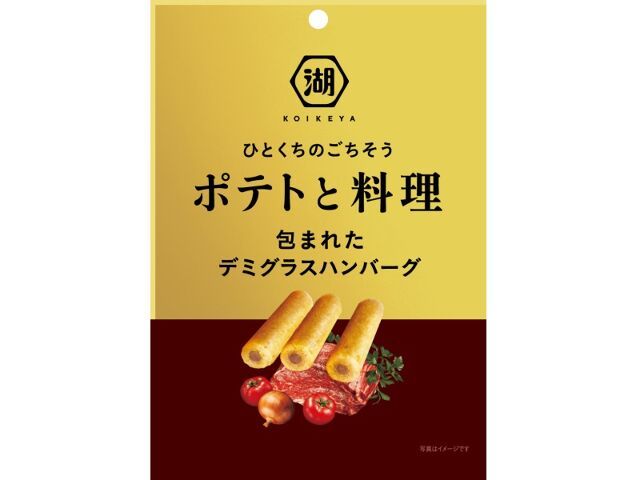 湖
KOIKEYA
ひとくちのごちそう
ポテトと料理
包まれた
デミグラスハンバーグ
写真はイメージです